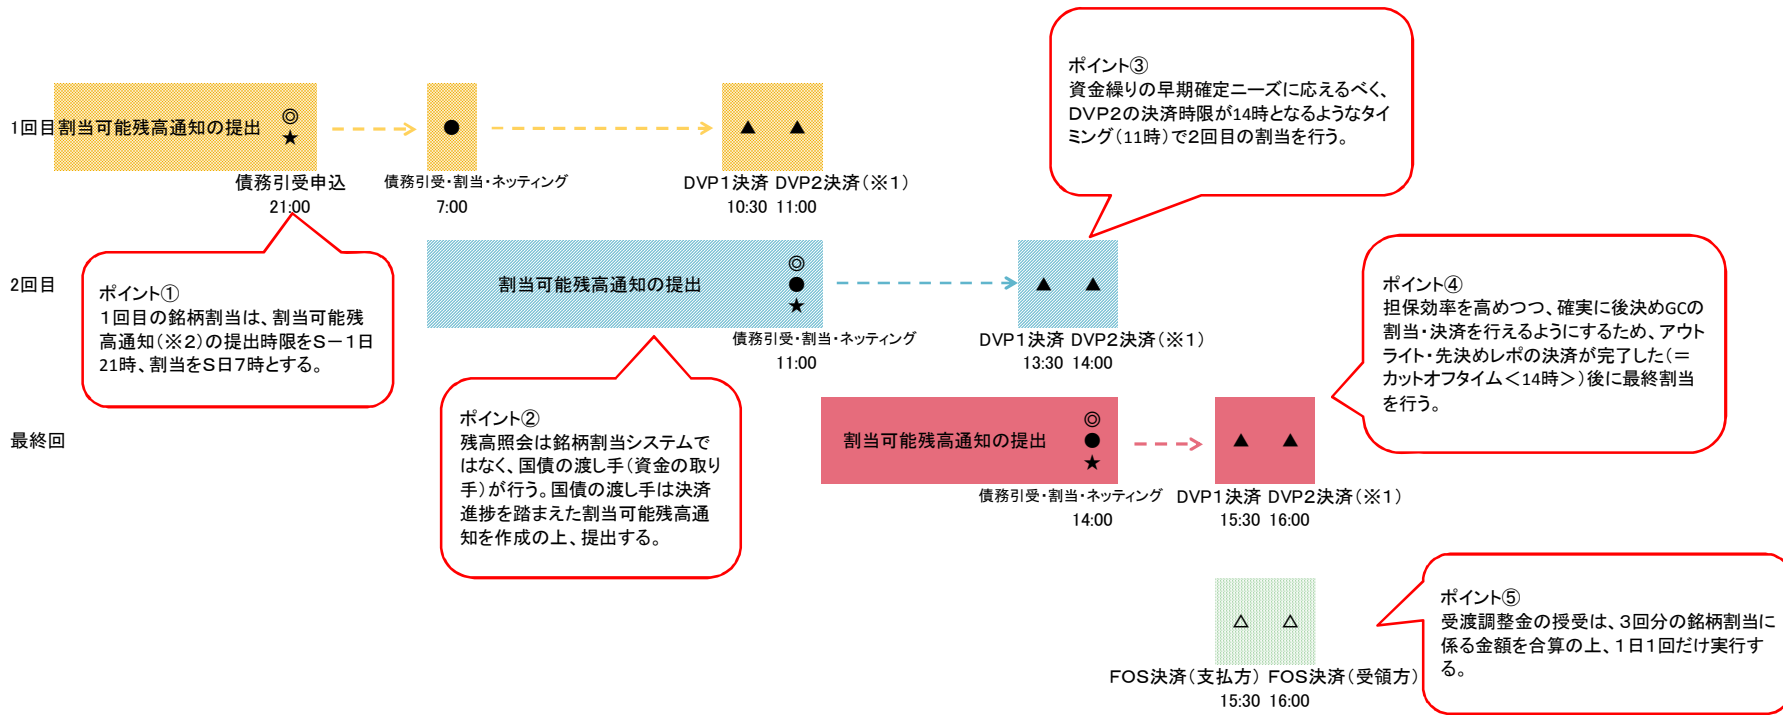 1回目
割当可能残高通知の提出
◎
★
●
▲ ▲
債務引受申込
21:00
債務引受・割当・ネッティング
7:00
DVP1決済 DVP2決済(※1)
10:30 11:00
ポイント③
資金繰りの早期確定ニーズに応えるべく、
DVP2の決済時限が14時となるようなタイ
ミング(11時)で2回目の割当を行う。
ポイント①
1回目の銘柄割当は、割当可能残
高通知(※2)の提出時限をS-1日
21時、割当をS日7時とする。
2回目
割当可能残高通知の提出
◎
●
★
▲ ▲
債務引受・割当・ネッティング
11:00
DVP1決済 DVP2決済(※1)
13:30 14:00
ポイント②
残高照会は銘柄割当システムで
はなく、国債の渡し手(資金の取り
手)が行う。国債の渡し手は決済
進捗を踏まえた割当可能残高通
知を作成の上、提出する。
ポイント④
担保効率を高めつつ、確実に後決めGCの
割当・決済を行えるようにするため、アウト
ライト・先決めレポの決済が完了した(=
カットオフタイム<14時>)後に最終割当
を行う。
最終回
割当可能残高通知の提出
◎
●
★
▲ ▲
債務引受・割当・ネッティング
14:00
DVP1決済 DVP2決済(※1)
15:30 16:00
△ △
FOS決済(支払方) FOS決済(受領方)
15:30 16:00
ポイント⑤
受渡調整金の授受は、3回分の銘柄割当に
係る金額を合算の上、1日1回だけ実行す
る。